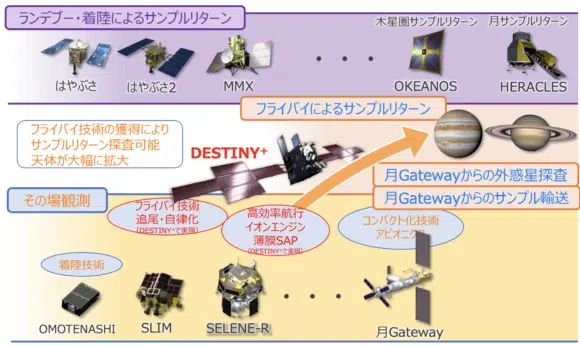 ランデブー・着陸によるサンプルリターン
木星圏サンプルリターン
月サンプルリターン
はやぶさ
はやぶさ2
MMX
・・・
OKEANOS
HERACLES
フライバイによるサンプルリターン
フライバイ技術の獲得により
サンプルリターン探査可能
天体が大幅に拡大
DESTINY+
月Gatewayからの外惑星探査
月Gatewayからのサンプル輸送
その場観測
フライバイ技術
追尾・自律化
(DESTINY+で実現)
高効率航行
イオンエンジン
薄膜SAP
(DESTINY+で実現)
コンパクト化技術
アビオニクス
着陸技術
OMOTENASHI
SLIM
SELENE-R
・・・
月Gateway